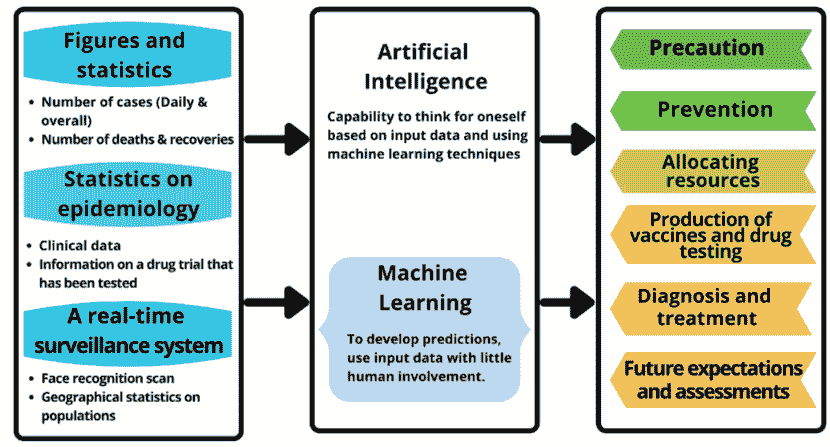 Figures and
statistics
• Number of cases (Daily &
overall)
• Number of deaths & recoveries
Statistics on
epidemiology
• Clinical data
• Information on a drug trial that
has been tested
A real-time
surveillance system
• Face recognition scan
• Geographical statistics on
populations
Artificial
Intelligence
Capability to think for oneself
based on input data and using
machine learning techniques
Machine
Learning
To develop predictions,
use input data with little
human involvement.
Precaution
Prevention
Allocating
resources
Production of
vaccines and drug
testing
Diagnosis and
treatment
Future expectations
and assessments